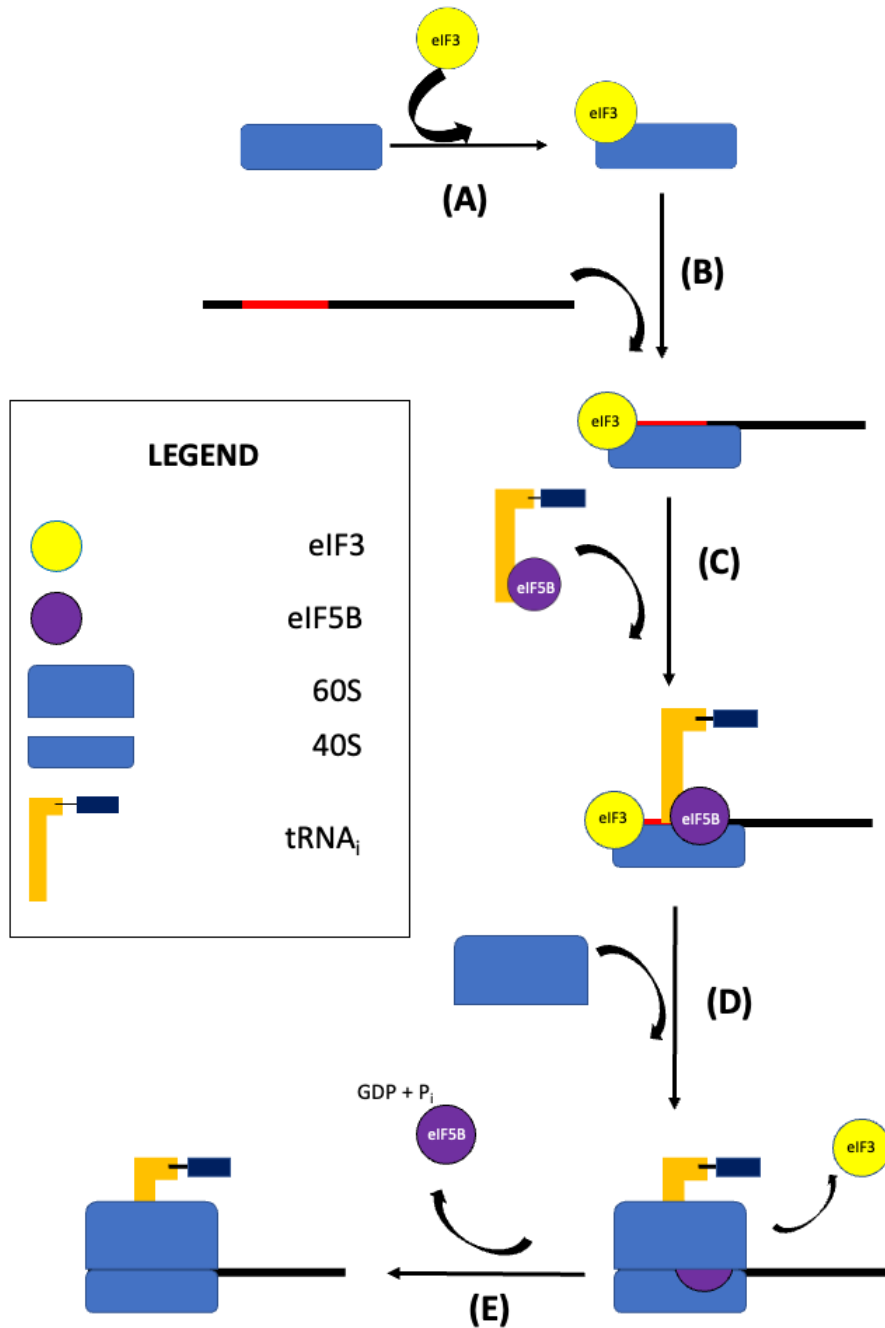 eIF3
eIF3
(A)
(B)
eIF3
LEGEND
eIF3
eIF5B
60S
40S
tRNAi
eIF5B
(C)
eIF3
eIF5B
(D)
GDP + Pi
eIF5B
eIF3
(E)